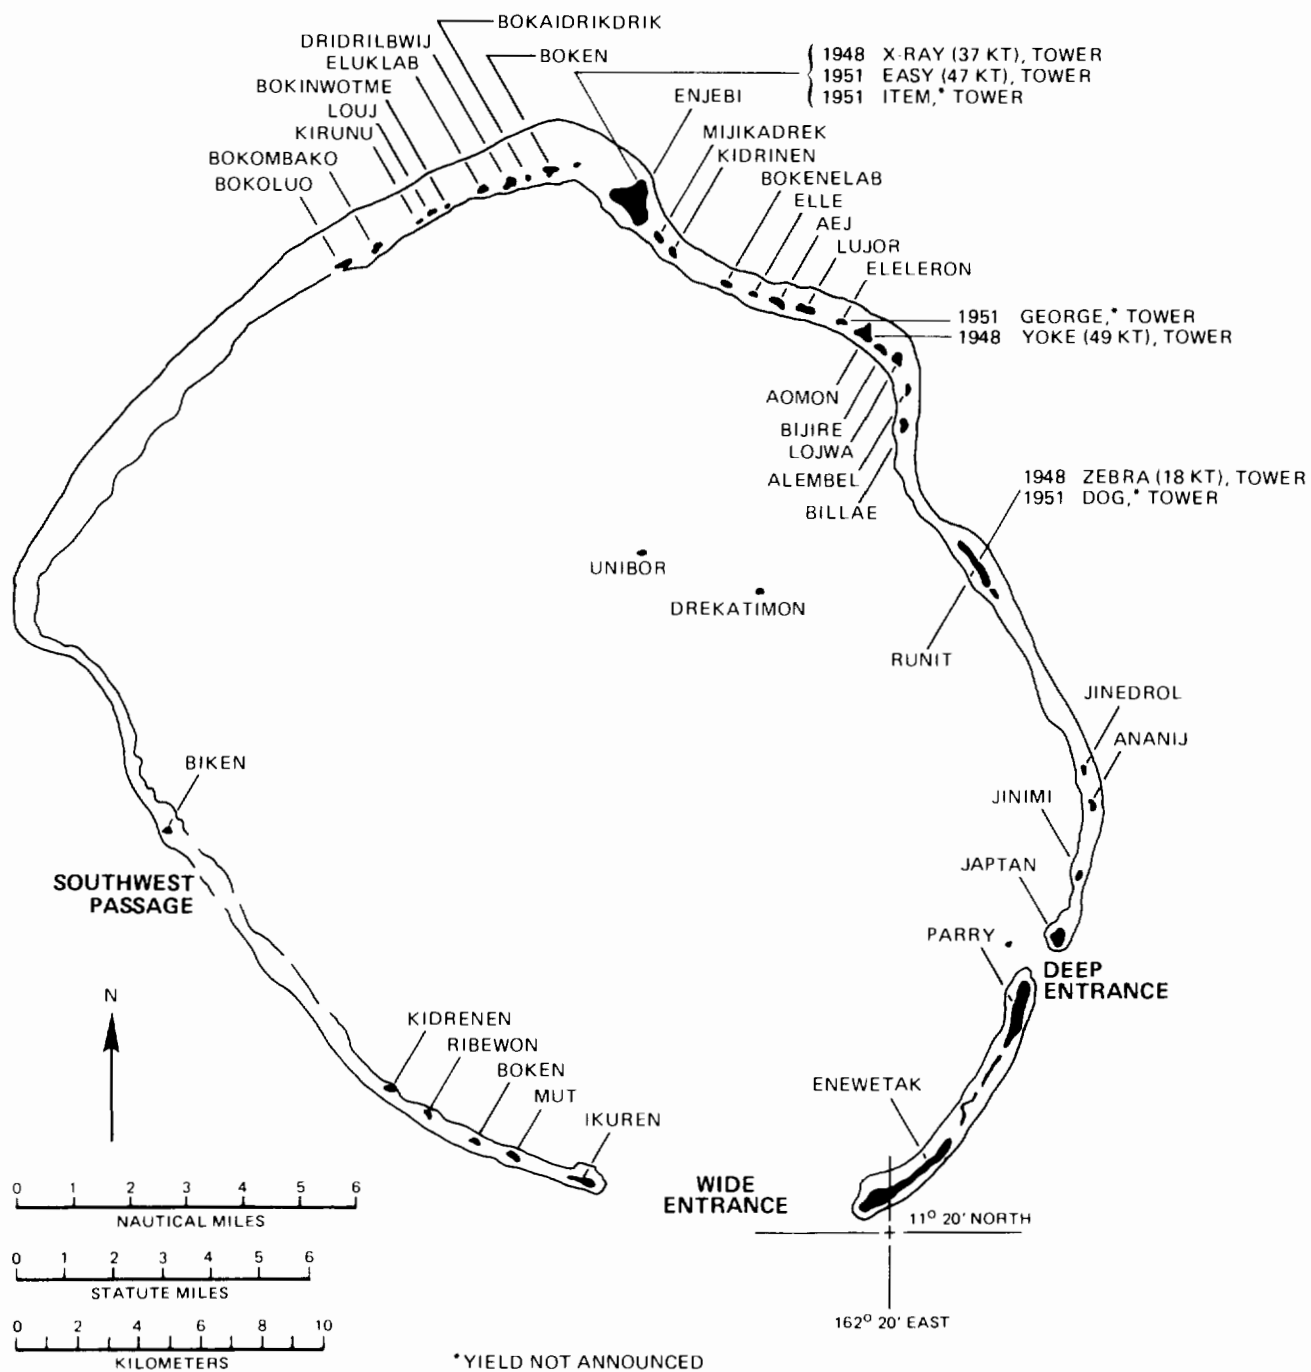 BOKAIDRIKDRIK
DRIDRILBWIJ
BOKEN
ELUKLAB
BOKINWOTME
LOUJ
KIRUNU
BOKOMBAKO
BOKOLUO
1948 X-RAY (37 KT), TOWER
1951 EASY (47 KT), TOWER
1951 ITEM,* TOWER
ENJEBI
MIJIKADREK
KIDRINEN
BOKENELAB
ELLE
AEJ
LUJOR
ELELERON
1951 GEORGE,* TOWER
1948 YOKE (49 KT), TOWER
AOMON
BIJIRE
LOJWA
ALEMBEL
BILLAE
1948 ZEBRA (18 KT), TOWER
1951 DOG,* TOWER
UNIBOR
DREKATIMON
RUNIT
JINEDROL
ANANIJ
BIKEN
JINIMI
JAPTAN
SOUTHWEST
PASSAGE
PARRY
DEEP
ENTRANCE
N
KIDRENEN
RIBEWON
BOKEN
MUT
IKUREN
ENEWETAK
WIDE
ENTRANCE
11° 20' NORTH
162° 20' EAST
0 1 2 3 4 5 6
NAUTICAL MILES
0 1 2 3 4 5 6
STATUTE MILES
0 2 4 6 8 10
KILOMETERS
*YIELD NOT ANNOUNCED